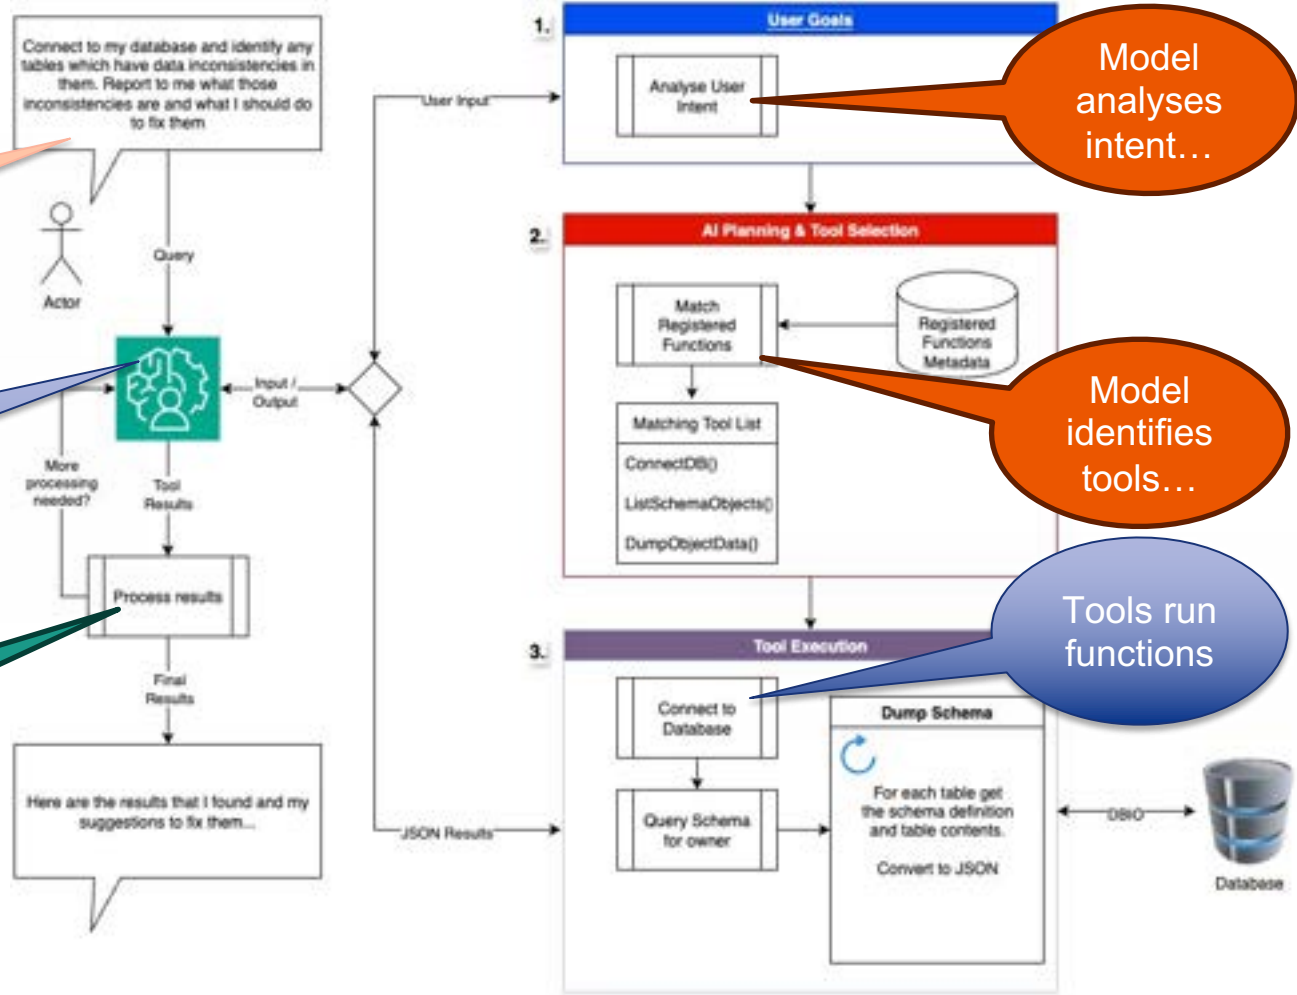 Connect to my database and identify any
tables which have data inconsistencies in
them. Report to me what those
inconsistencies are and what I should do
to fix them
Actor
Query
Input /
Output
More
processing
needed?
Tool
Results
Process results
Final
Results
Here are the results that I found and my
suggestions to fix them...
User Input
JSON Results
1.
User Goals
Analyse User
Intent
Model
analyses
intent…
2.
AI Planning & Tool Selection
Match
Registered
Functions
Registered
Functions
Metadata
Matching Tool List
ConnectDB()
ListSchemaObjects()
DumpObjectData()
Model
identifies
tools…
3.
Tool Execution
Connect to
Database
Query Schema
for owner
Dump Schema
For each table get
the schema definition
and table contents.
Convert to JSON
Tools run
functions
DBIO
Database